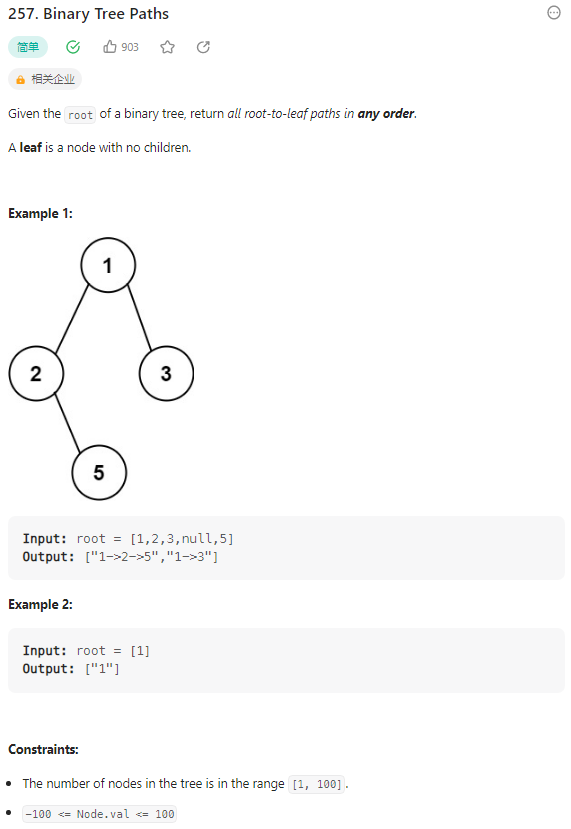 257. Binary Tree Paths
简单 903
相关企业
Given the root of a binary tree, return all root-to-leaf paths in any order.
A leaf is a node with no children.
Example 1:
1
2 3
5
Input: root = [1,2,3,null,5]
Output: ["1->2->5","1->3"]
Example 2:
Input: root = [1]
Output: ["1"]
Constraints:
• The number of nodes in the tree is in the range [1, 100].
• -100 <= Node.val <= 100